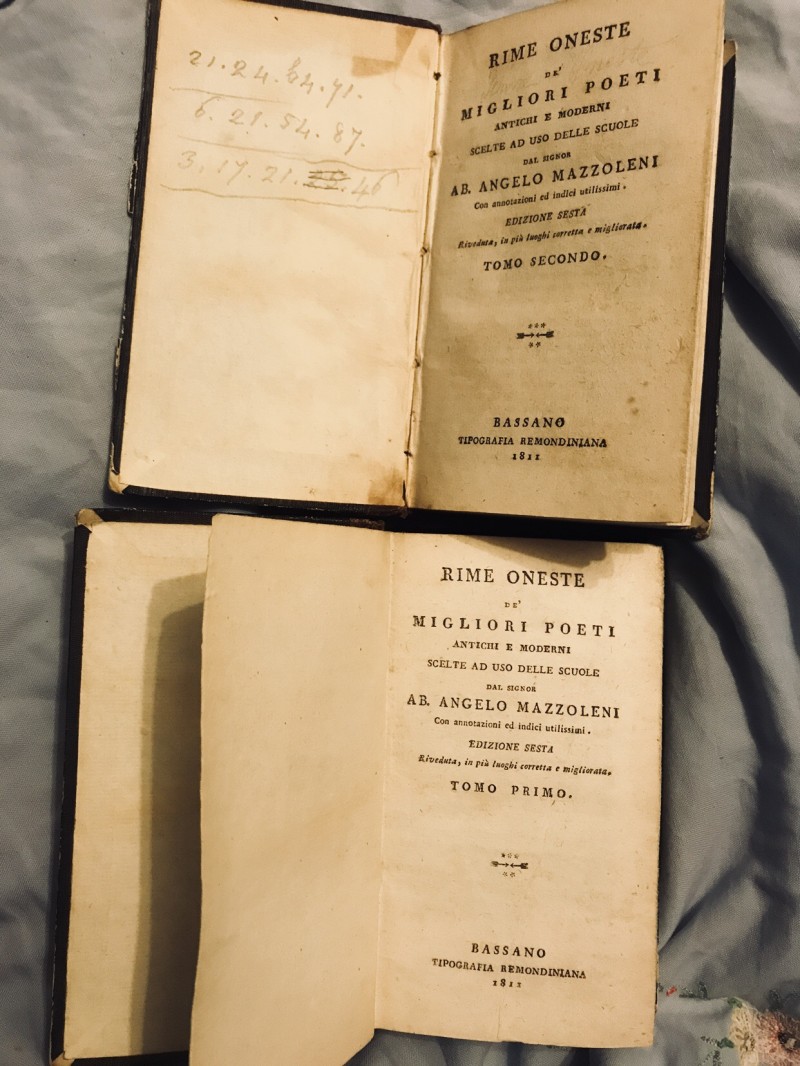 21.24.64.71.
6.21.54.87.
3.17.21. .46
RIME ONESTE
DE'
MIGLIORI POETI
ANTICHI E MODERNI
SCELTE AD USO DELLE SCUOLE
DAL SIGNOR
AB. ANGELO MAZZOLENI
Con annotazioni ed indici utilissimi.
EDIZIONE SESTA
Riveduta, in più luoghi corretta e migliorata.
TOMO SECONDO.
BASSANO
TIPOGRAFIA REMONDINIANA
1811
RIME ONESTE
DE'
MIGLIORI POETI
ANTICHI E MODERNI
SCELTE AD USO DELLE SCUOLE
DAL SIGNOR
AB. ANGELO MAZZOLENI
Con annotazioni ed indici utilissimi.
EDIZIONE SESTA
Riveduta, in più luoghi corretta e migliorata.
TOMO PRIMO.
BASSANO
TIPOGRAFIA REMONDINIANA
1811